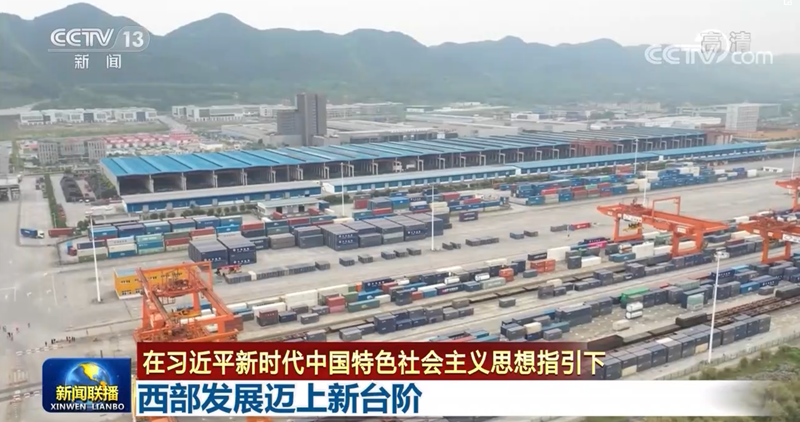 CCTV 13
新闻
高清
CCTV.com
在习近平新时代中国特色社会主义思想指引下
西部发展迈上新台阶
新闻联播
XINWEN LIANBO